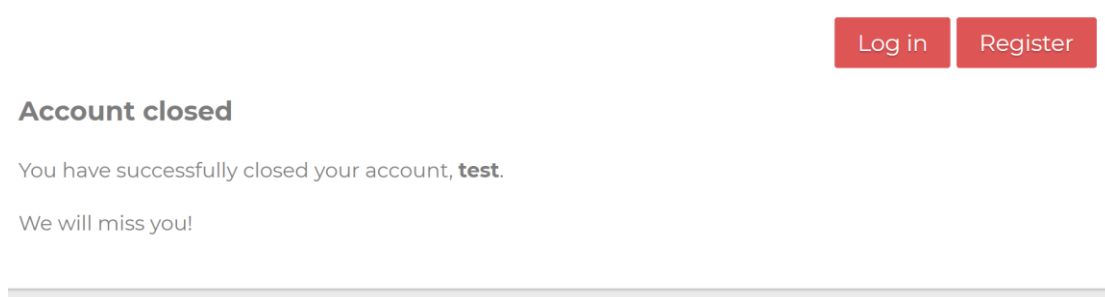 Log in Register
Account closed
You have successfully closed your account, test.
We will miss you!